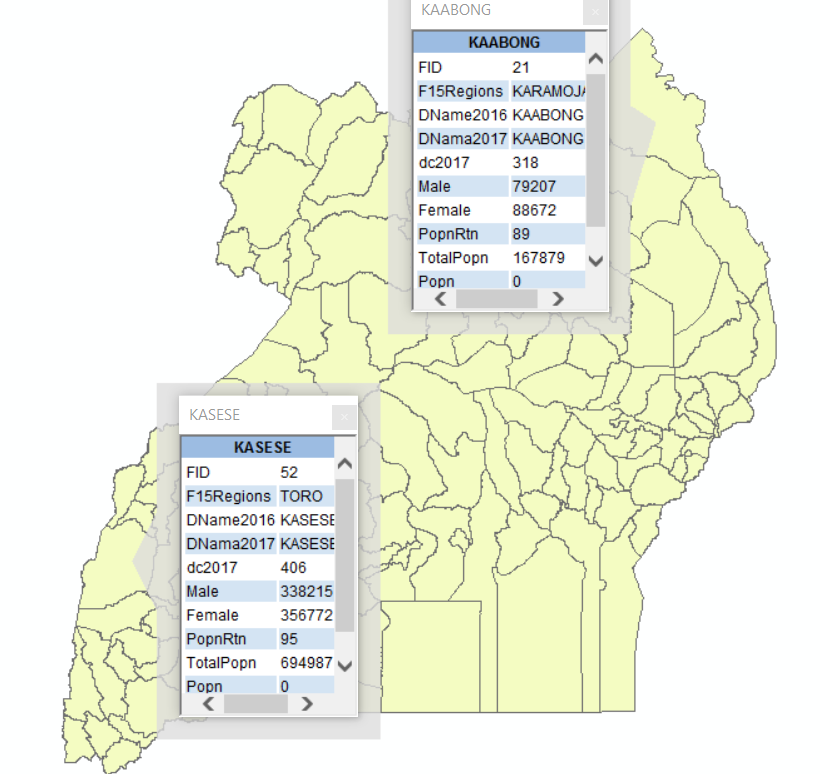 KAABONG
KAABONG
FID 21
F15Regions KARAMOJA
DName2016 KAABONG
DNama2017 KAABONG
dc2017 318
Male 79207
Female 88672
PopnRtn 89
TotalPopn 167879
Popn 0
KASESE
KASESE
FID 52
F15Regions TORO
DName2016 KASESE
DNama2017 KASESE
dc2017 406
Male 338215
Female 356772
PopnRtn 95
TotalPopn 694987
Popn 0